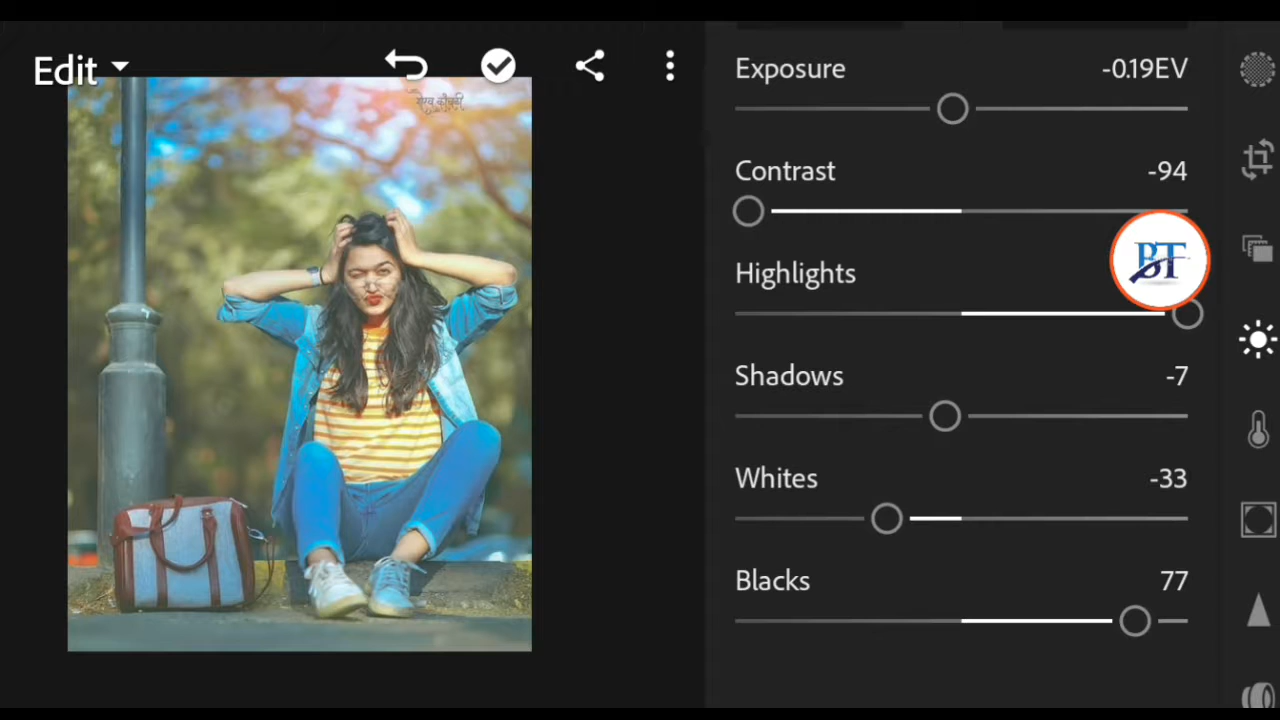 Edit
Exposure -0.19EV
Contrast -94
Highlights
BT
Shadows -7
Whites -33
Blacks 77